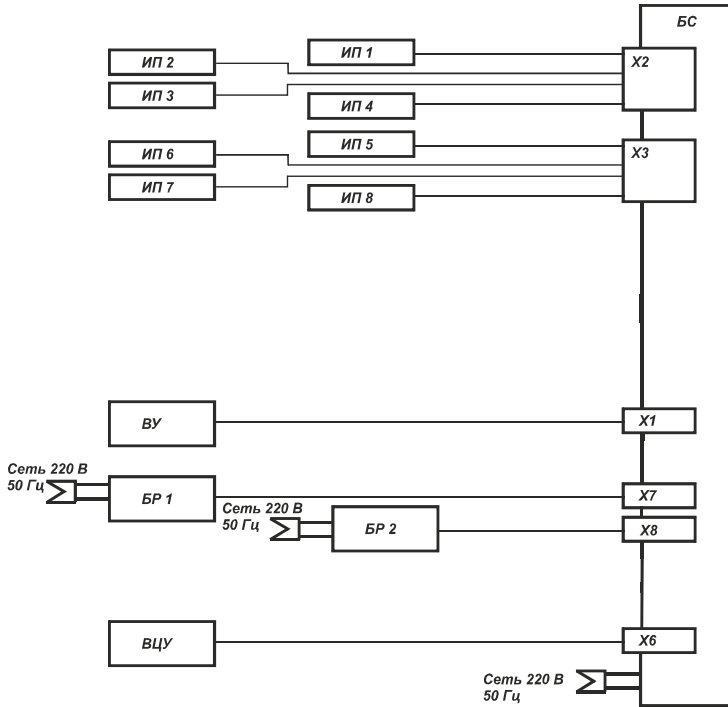 БС
ИП 1
Х2
ИП 2
ИП 3
ИП 4
ИП 5
Х3
ИП 6
ИП 7
ИП 8
ВУ
Х1
Сеть 220 В
50 Гц
БР 1
Х7
Сеть 220 В
50 Гц
БР 2
Х8
ВЦУ
Х6
Сеть 220 В
50 Гц